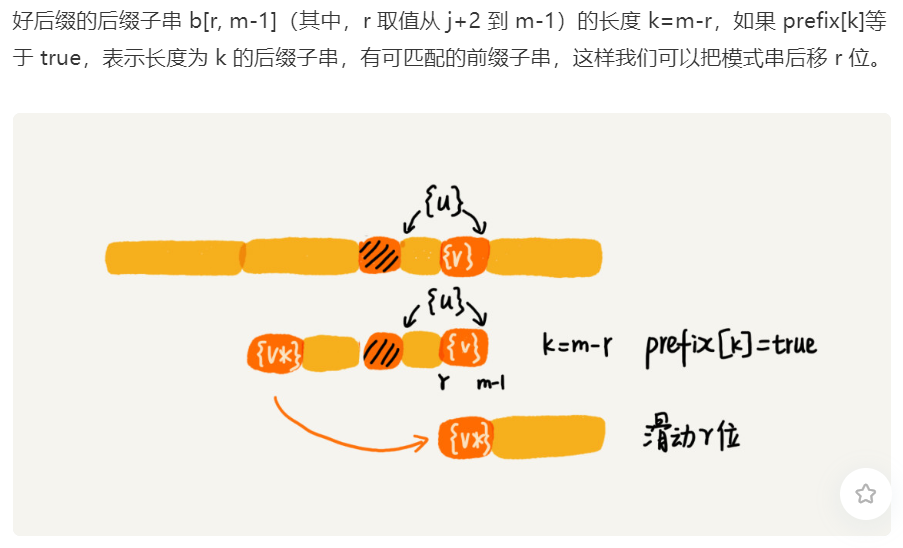 好后缀的后缀子串 b[r, m-1]（其中，r 取值从 j+2 到 m-1）的长度 k=m-r，如果 prefix[k]等
于 true，表示长度为 k 的后缀子串，有可匹配的前缀子串，这样我们可以把模式串后移 r 位。
{u}
{v}
{u}
{v*} {v} k=m-r prefix[k]=true
r m-1
{v*} 滑动r位